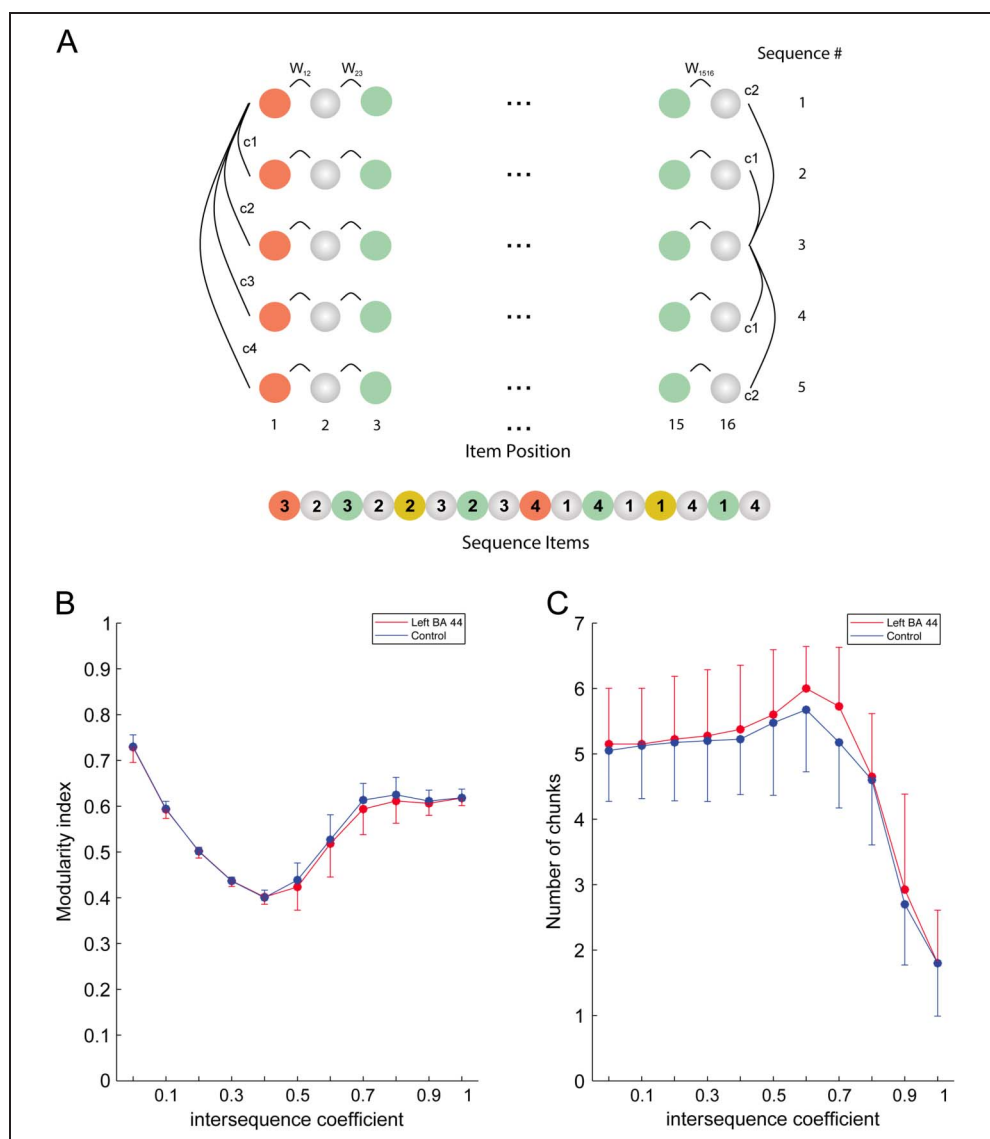 A
Sequence #
W12 W23 ... W1516 c2 1
c1 c1 2
c2 ... 3
c3 ... c1 4
c4 ... c2 5
1 2 3 ... 15 16
Item Position
3 2 3 2 2 3 2 3 4 1 4 1 1 4 1 4
Sequence Items
B
Left BA 44
Control
1
0.9
0.8
0.7
0.6
0.5
0.4
0.3
0.2
0.1
0
Modularity index
0.1 0.3 0.5 0.7 0.9 1
intersequence coefficient
C
Left BA 44
Control
7
6
5
4
3
2
1
0
Number of chunks
0.1 0.3 0.5 0.7 0.9 1
intersequence coefficient